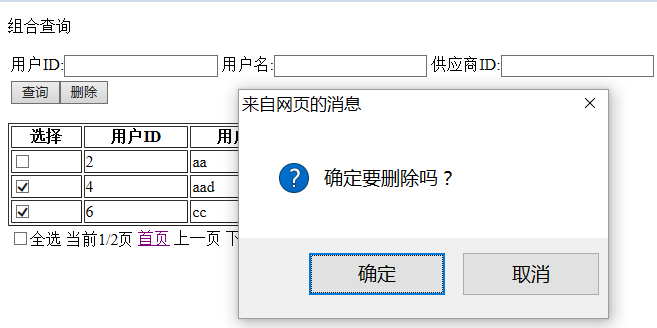 组合查询
用户ID: 用户名: 供应商ID:
查询 删除
来自网页的消息
确定要删除吗？
确定 取消
选择 用户ID
2 aa
4 aad
6 cc
全选 当前1/2页 首页 上一页 下